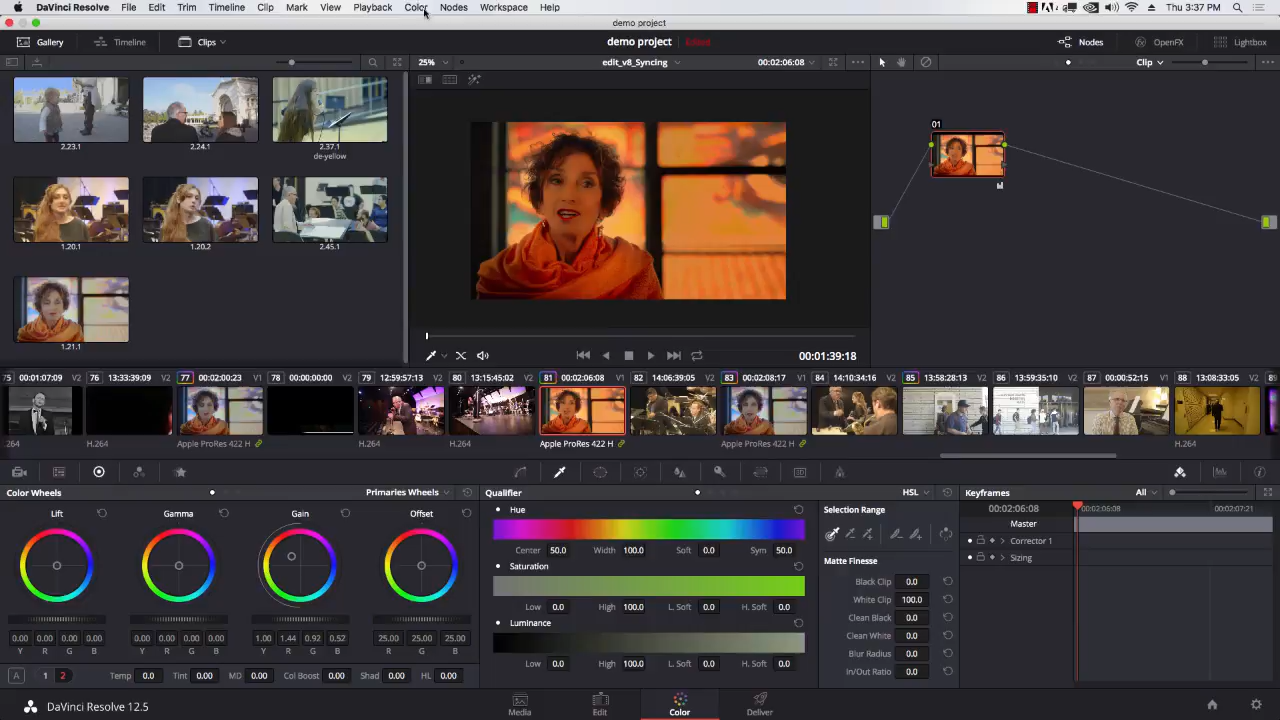 DaVinci Resolve File Edit Trim Timeline Clip Mark View Playback Color Nodes Workspace Help Thu 3:37 PM
demo project
Gallery Timeline Clips demo project Edited Nodes OpenFX Lightbox
25% edit_v8_Syncing 00:02:06:08 Clip
2.23.1 2.24.1 2.37.1
de-yellow
1.20.1 1.20.2 2.45.1
1.21.1
01
00:01:39:18
75 00:01:07:09 V2 76 13:33:39:09 V2 77 00:02:00:23 V1 78 00:00:00:00 V2 79 12:59:57:13 V2 80 13:15:45:02 V2 81 00:02:06:08 V1 82 14:06:39:05 V2 83 00:02:08:17 V1 84 14:10:34:16 V2 85 13:58:28:13 V2 86 13:59:35:10 V2 87 00:00:52:15 V1 88 13:08:33:05 V2
.264 H.264 Apple ProRes 422 H H.264 H.264 Apple ProRes 422 H Apple ProRes 422 H H.264
Color Wheels Primaries Wheels
Lift Gamma Gain Offset
0.00 0.00 0.00 0.00 0.00 0.00 0.00 0.00 1.00 1.44 0.92 0.52 25.00 25.00 25.00
Y R G B Y R G B Y R G B R G B
A 1 2 Temp 0.0 Tint 0.00 MD 0.00 Col Boost 0.00 Shad 0.00 HL 0.00
Qualifier HSL
Hue
Center 50.0 Width 100.0 Soft 0.0 Sym 50.0
Saturation
Low 0.0 High 100.0 L. Soft 0.0 H. Soft 0.0
Luminance
Low 0.0 High 100.0 L. Soft 0.0 H. Soft 0.0
Selection Range
Matte Finesse
Black Clip 0.0
White Clip 100.0
Clean Black 0.0
Clean White 0.0
Blur Radius 0.0
In/Out Ratio 0.0
Keyframes All
00:02:06:08 00:02:06:08 00:02:07:21
Master
Corrector 1
Sizing
DaVinci Resolve 12.5 Media Edit Color Deliver